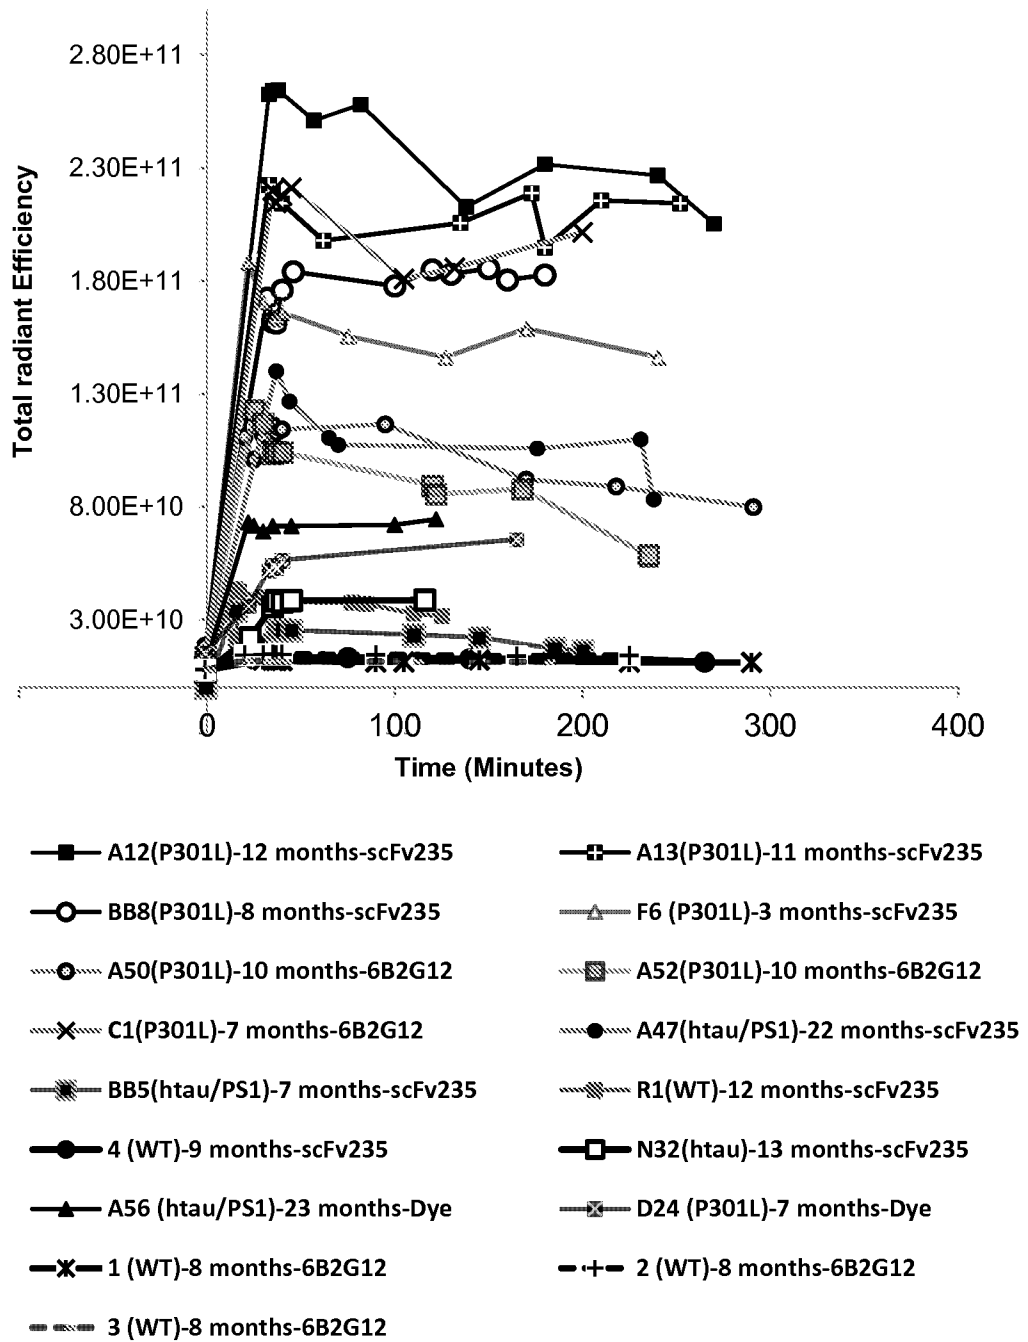 2.80E+11
2.30E+11
1.80E+11
1.30E+11
8.00E+10
3.00E+10
Total radiant Efficiency
0 100 200 300 400
Time (Minutes)
A12(P301L)-12 months-scFv235 A13(P301L)-11 months-scFv235
BB8(P301L)-8 months-scFv235 F6 (P301L)-3 months-scFv235
A50(P301L)-10 months-6B2G12 A52(P301L)-10 months-6B2G12
C1(P301L)-7 months-6B2G12 A47(htau/PS1)-22 months-scFv235
BB5(htau/PS1)-7 months-scFv235 R1(WT)-12 months-scFv235
4 (WT)-9 months-scFv235 N32(htau)-13 months-scFv235
A56 (htau/PS1)-23 months-Dye D24 (P301L)-7 months-Dye
1 (WT)-8 months-6B2G12 2 (WT)-8 months-6B2G12
3 (WT)-8 months-6B2G12